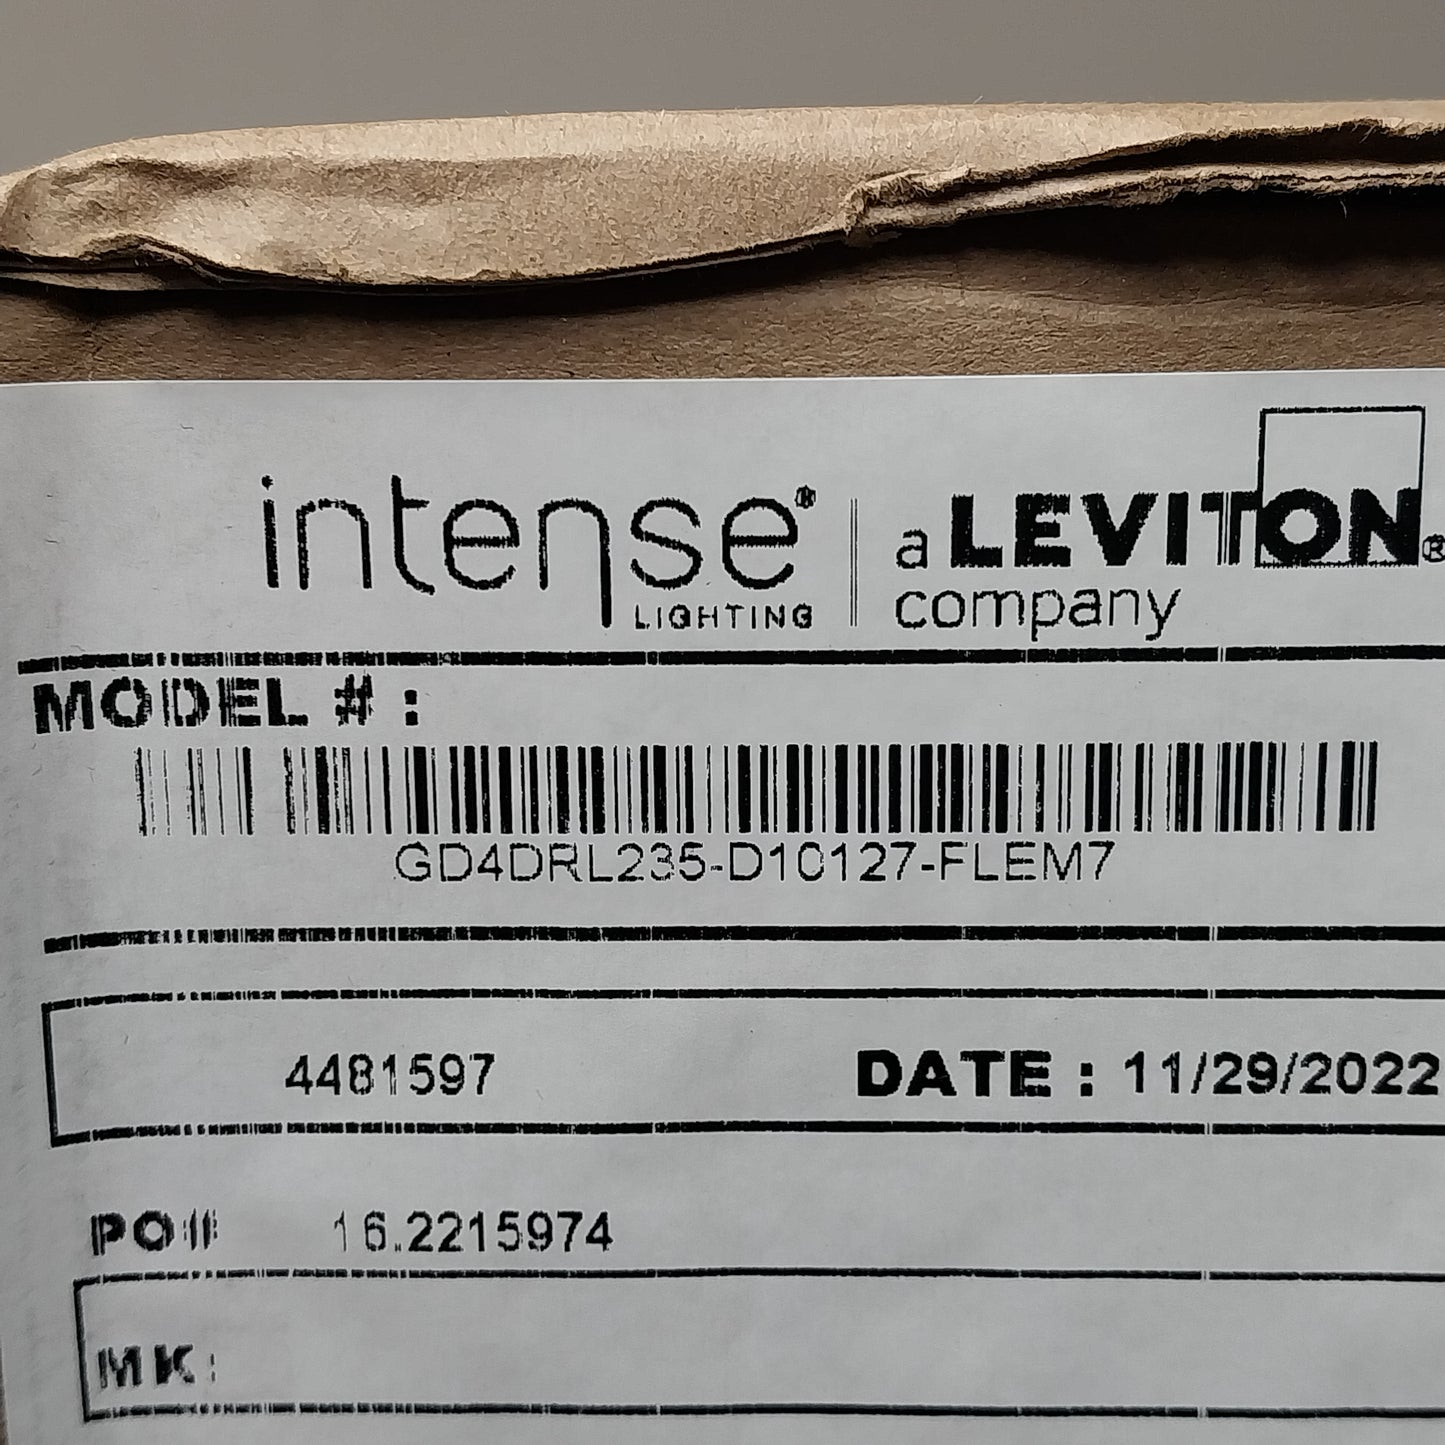 intense® LIGHTING | a LEVITON®
company
MODEL # :
GD4DRL235-D10127-FLEM7
4481597 DATE : 11/29/2022
PO# 16.2215974
MK: